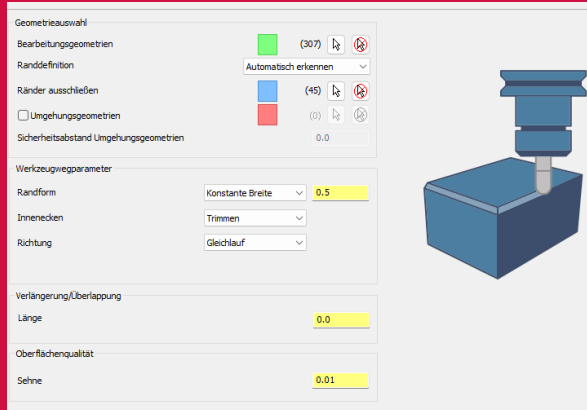 Geometrieauswahl
Bearbeitungsgeometrien (307)
Randdefinition Automatisch erkennen
Ränder ausschließen (45)
Umgehungsgeometrien (0)
Sicherheitsabstand Umgehungsgeometrien 0.0
Werkzeugwegparameter
Randform Konstante Breite 0.5
Innenecken Trimmen
Richtung Gleichlauf
Verlängerung/Überlappung
Länge 0.0
Oberflächenqualität
Sehne 0.01